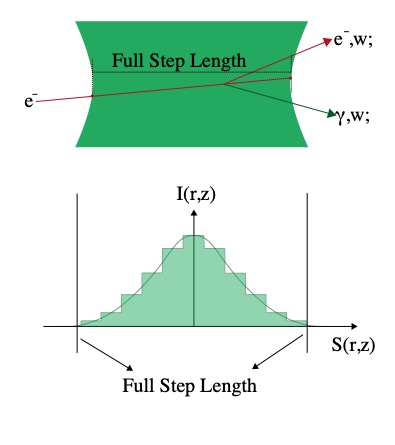 Full Step Length
e⁻,w;
e⁻
γ,w;
I(r,z)
S(r,z)
Full Step Length